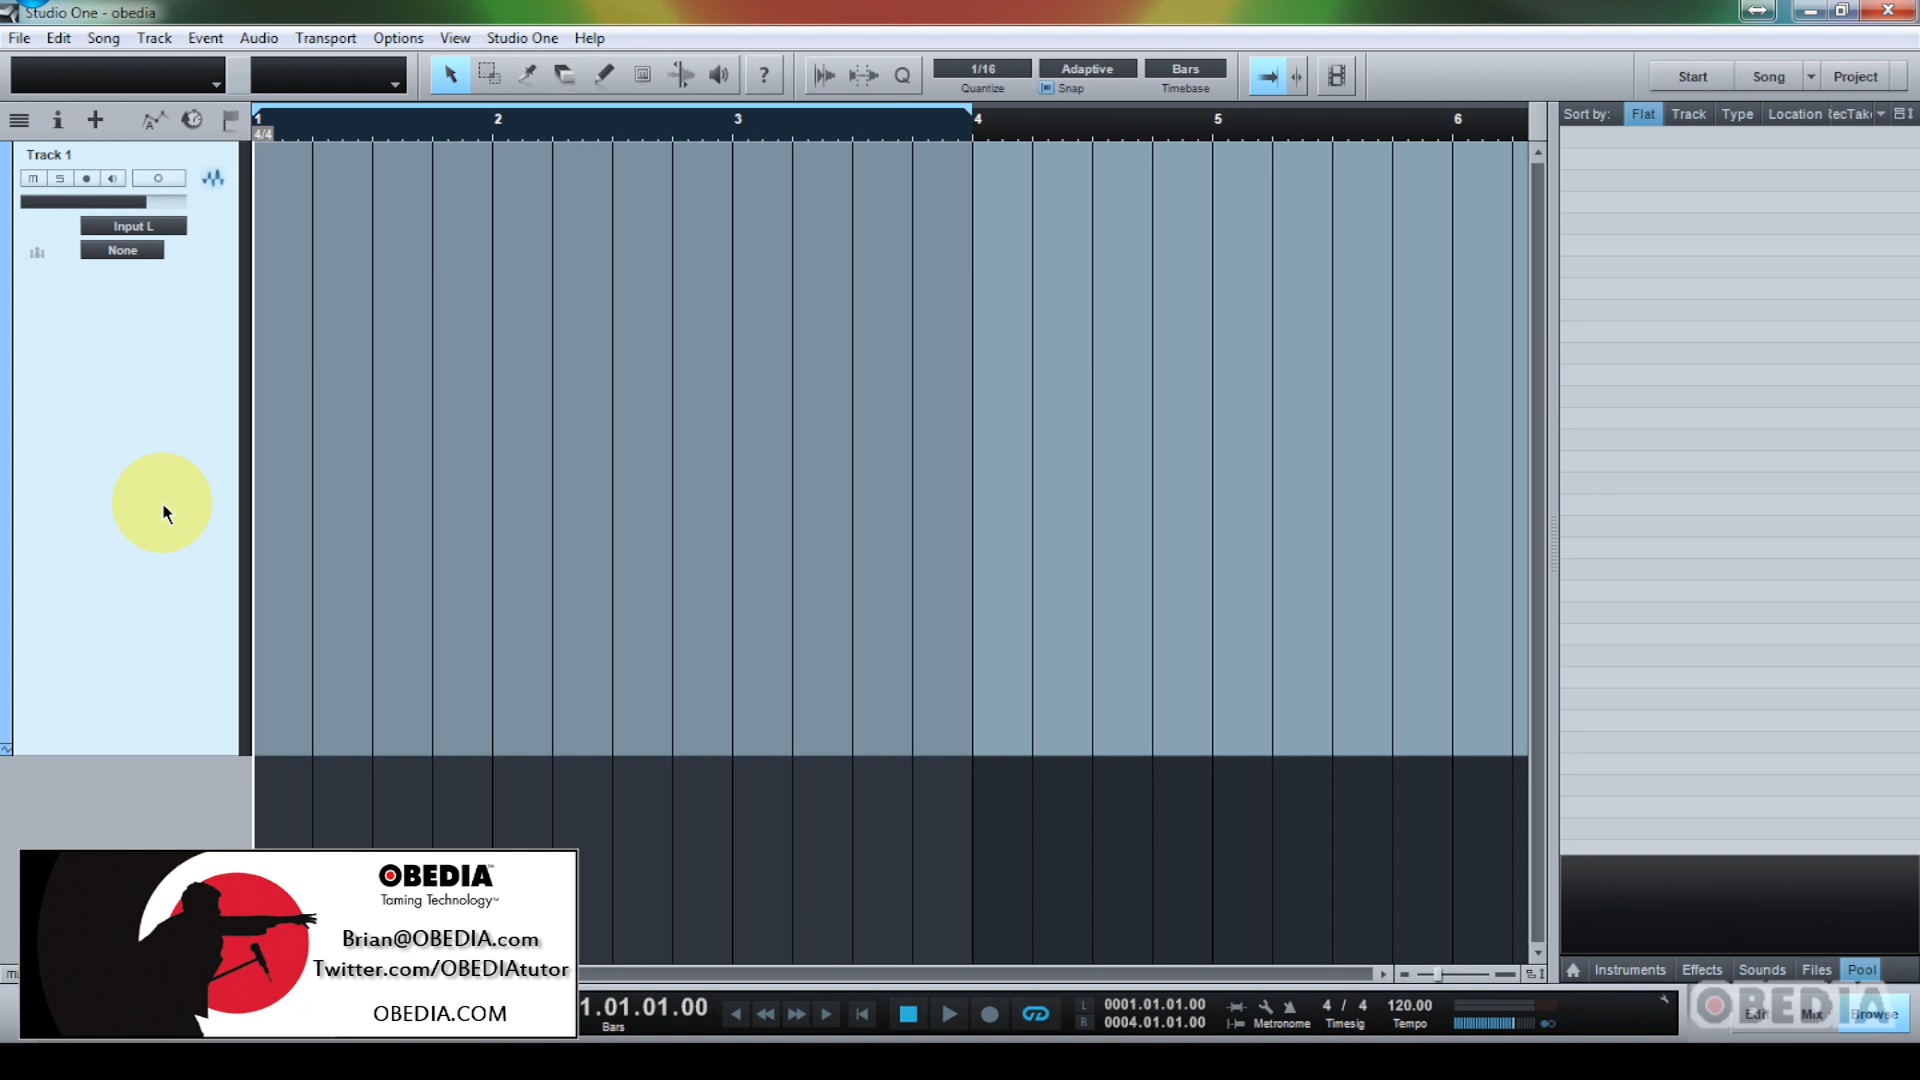 Studio One - obedia
File Edit Song Track Event Audio Transport Options View Studio One Help
1/16 Adaptive Bars
Quantize Snap Timebase
? Q
Start Song Project
1 2 3 4 5 6
4/4
Sort by: Flat Track Type Location
Track 1
m S
Input L
None
OBEDIA™
Taming Technology™
Brian@OBEDIA.com
Twitter.com/OBEDIAtutor
OBEDIA.COM
Instruments Effects Sounds Files Pool
1.01.01.00
Bars
L 0001.01.01.00
R 0004.01.01.00
Metronome
4 / 4
Timesig
120.00
Tempo
OBEDIA
Edit Mix Browse